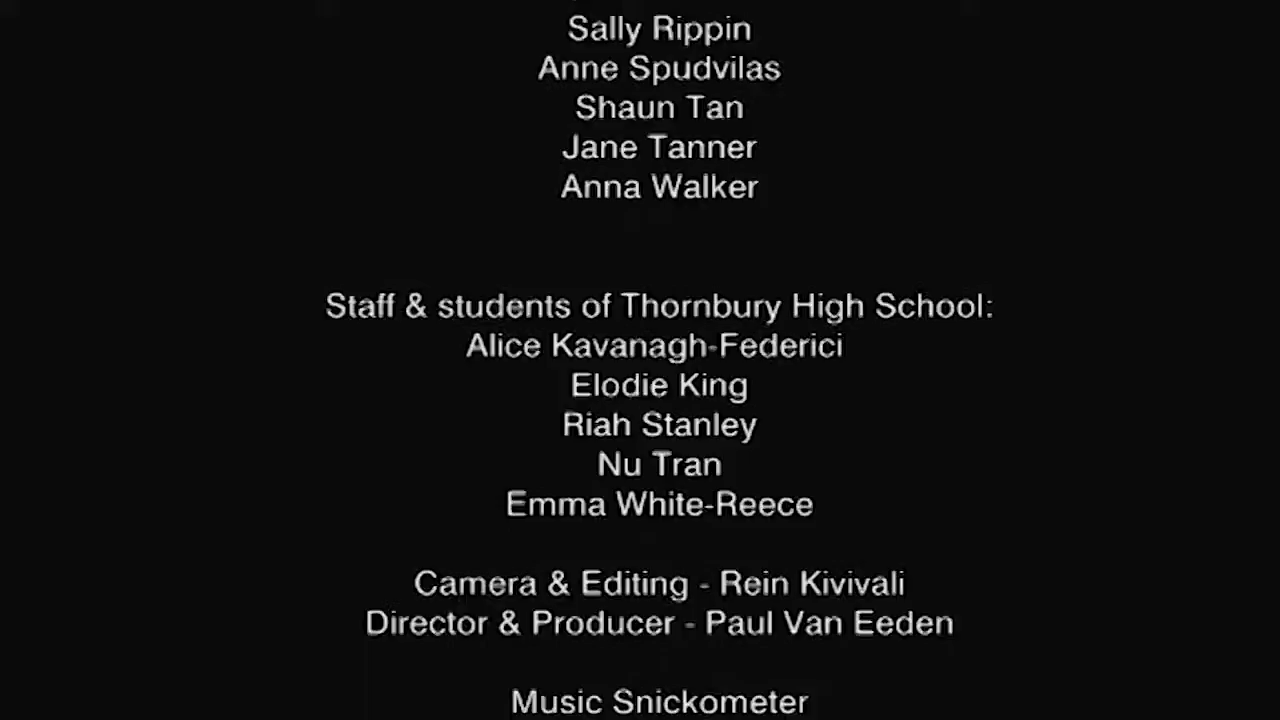 Sally Rippin
Anne Spudvilas
Shaun Tan
Jane Tanner
Anna Walker
Staff & students of Thornbury High School:
Alice Kavanagh-Federici
Elodie King
Riah Stanley
Nu Tran
Emma White-Reece
Camera & Editing - Rein Kivivali
Director & Producer - Paul Van Eeden
Music Snickometer